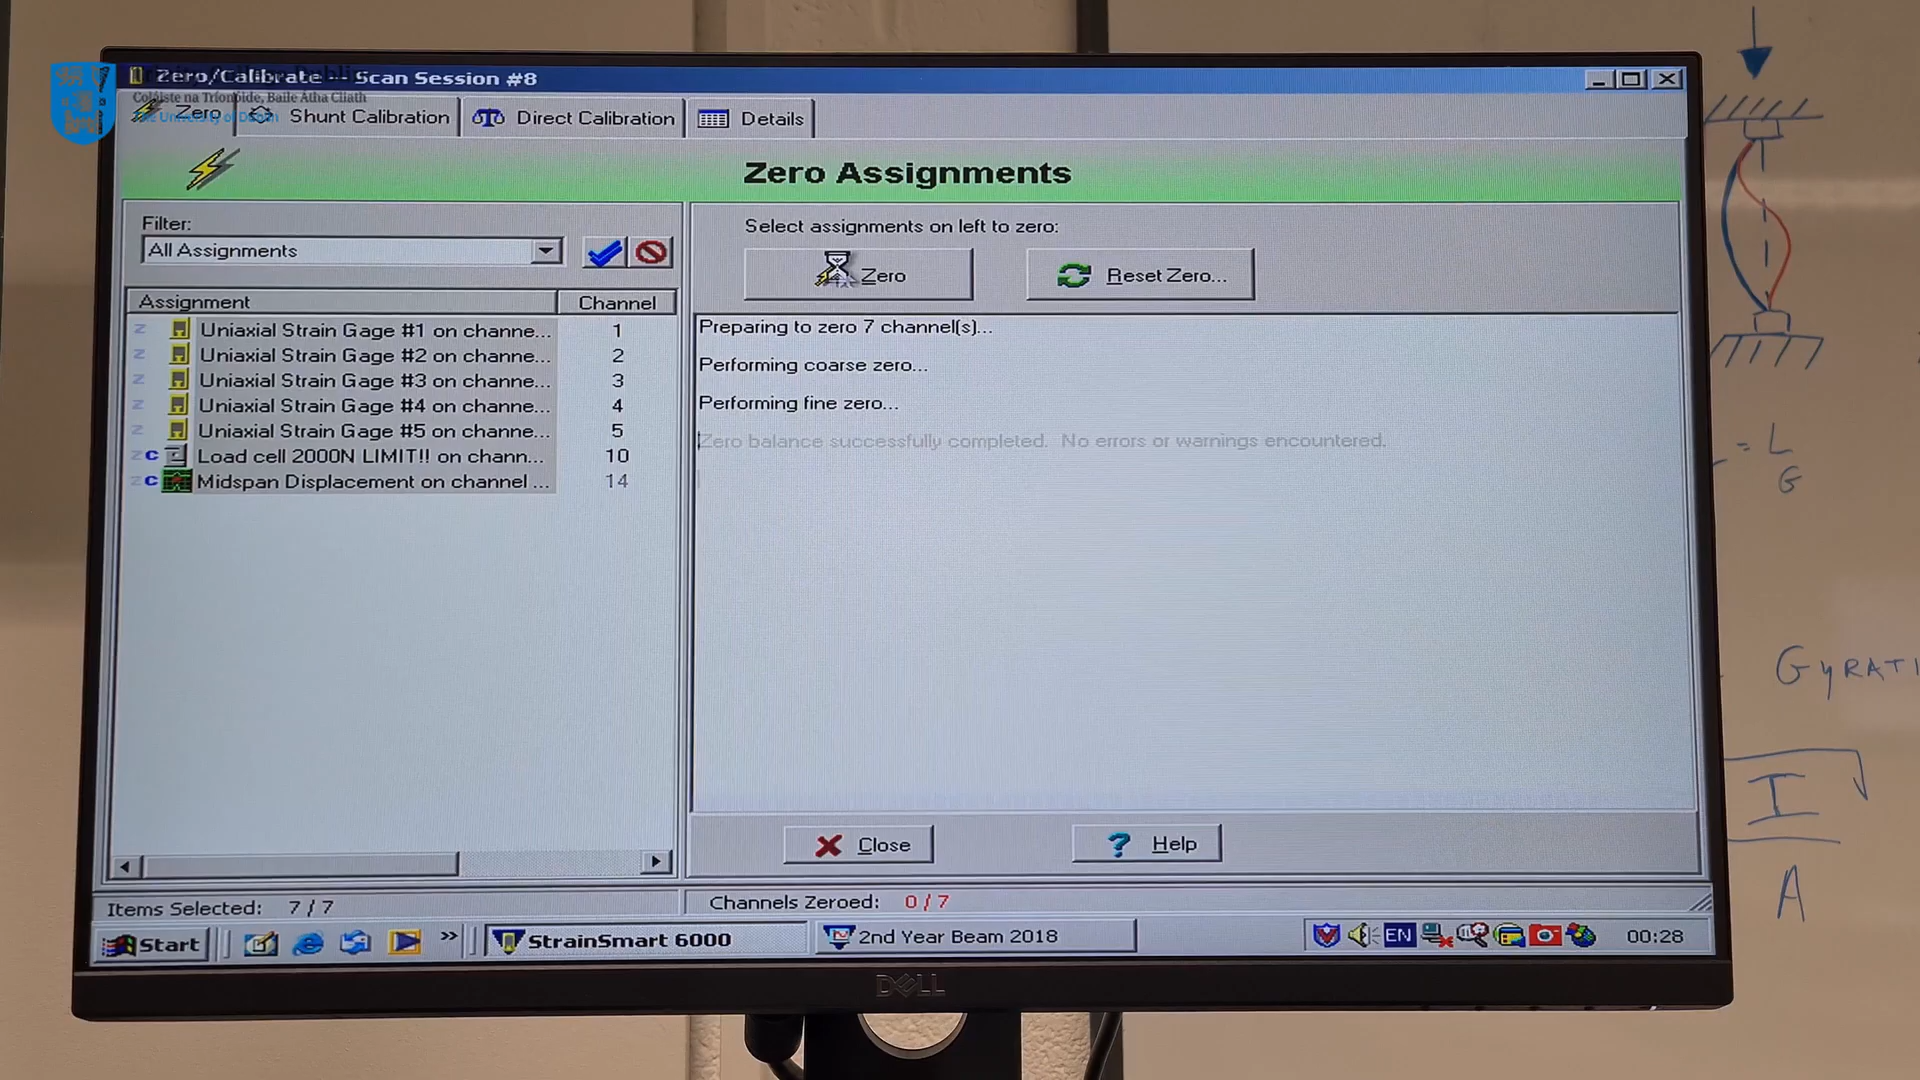 Zero/Calibrate -- Scan Session #8
Coláiste na Tríonóide, Baile Átha Cliath
The University of Dublin
Zero
Shunt Calibration
Direct Calibration
Details
Zero Assignments
Filter:
All Assignments
Assignment Channel
Z Uniaxial Strain Gage #1 on channe... 1
Z Uniaxial Strain Gage #2 on channe... 2
Z Uniaxial Strain Gage #3 on channe... 3
Z Uniaxial Strain Gage #4 on channe... 4
Z Uniaxial Strain Gage #5 on channe... 5
Z C Load cell 2000N LIMIT!! on chann... 10
Z C Midspan Displacement on channel ... 14
Select assignments on left to zero:
Zero
Reset Zero...
Preparing to zero 7 channel(s)...
Performing coarse zero...
Performing fine zero...
Zero balance successfully completed. No errors or warnings encountered.
Close
Help
Items Selected: 7 / 7
Channels Zeroed: 0 / 7
Start
»
StrainSmart 6000
2nd Year Beam 2018
EN
00:28
DELL
= L
G
GYRATI
I
A